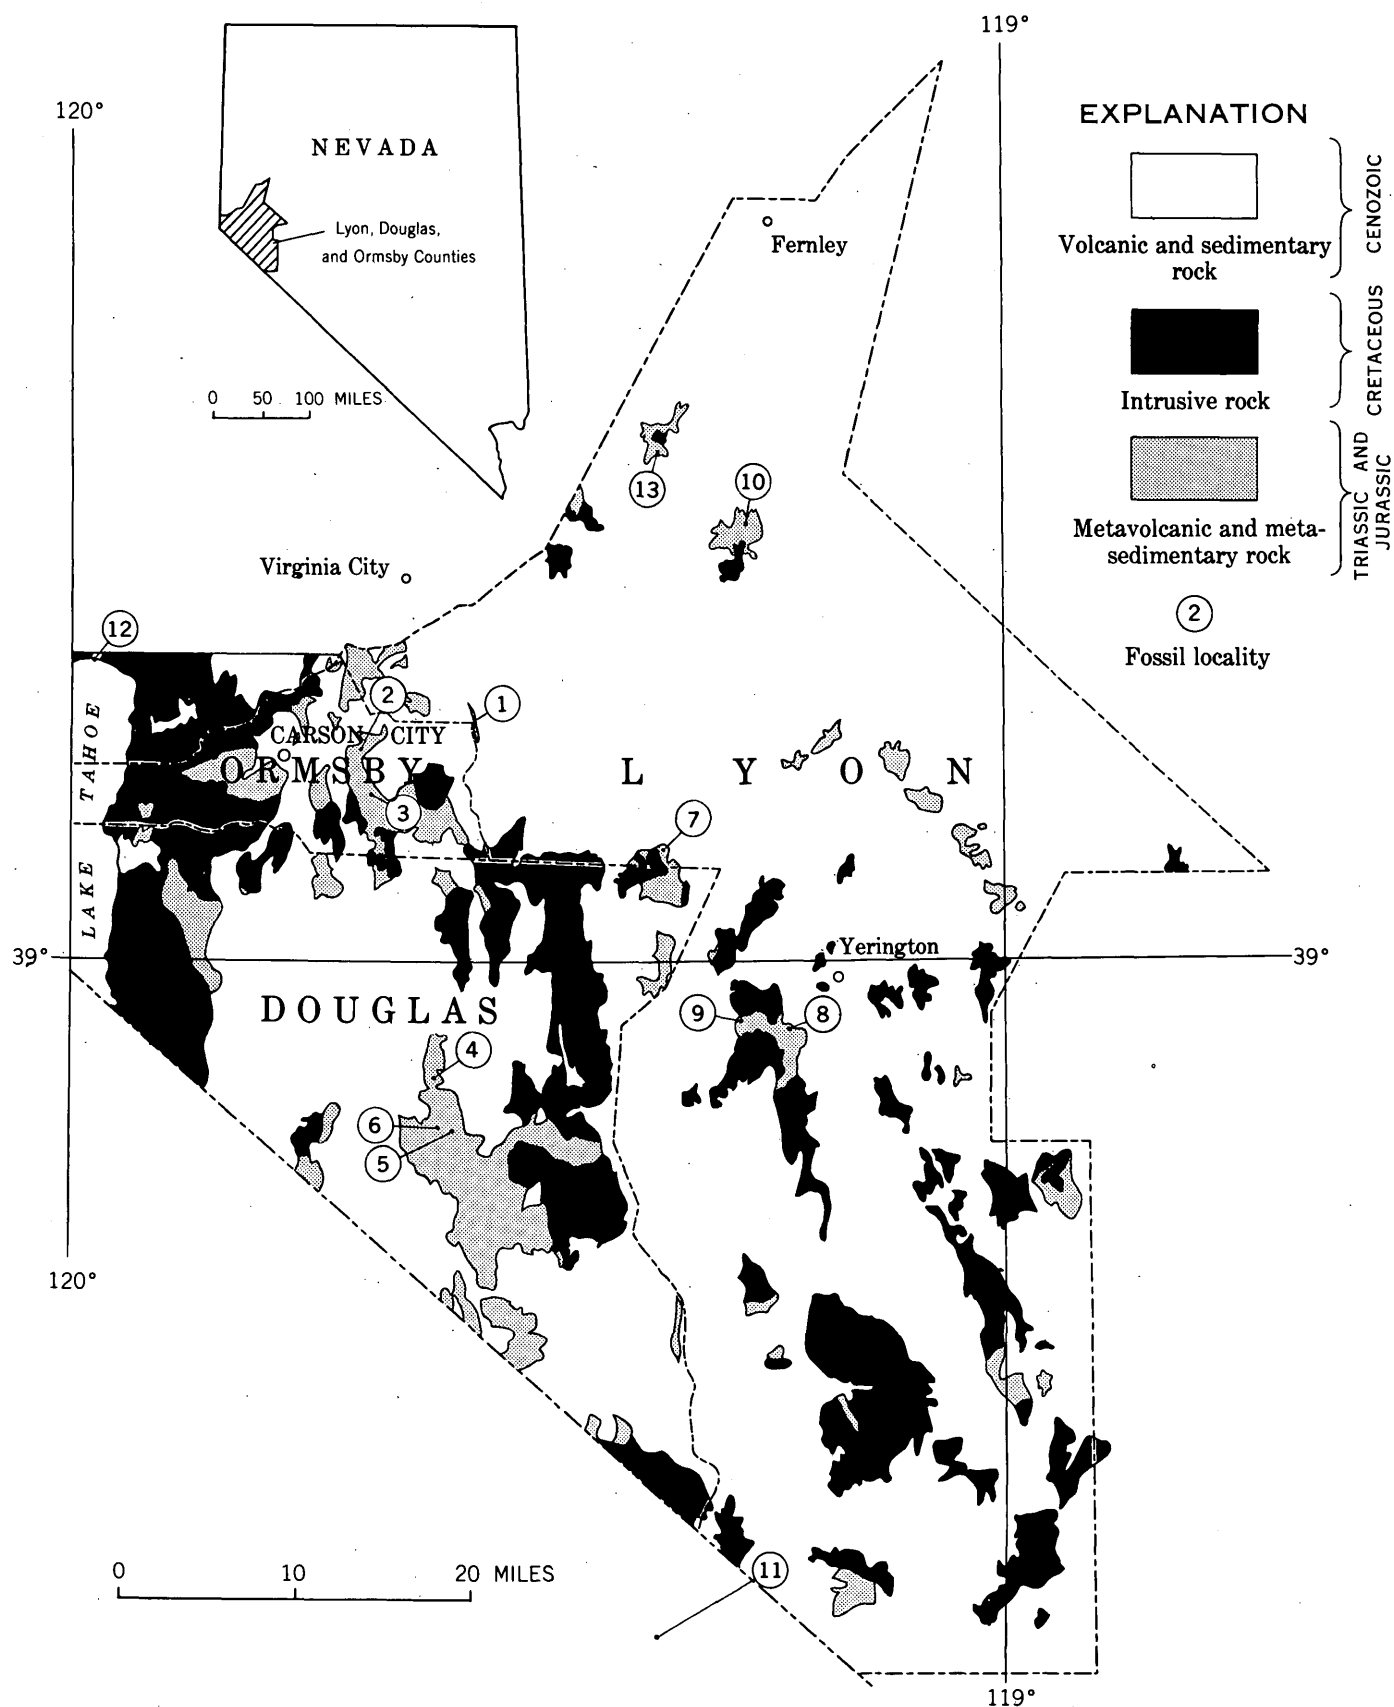 119°
120°
NEVADA
Lyon, Douglas,
and Ormsby Counties
0 50 100 MILES
EXPLANATION
CENOZOIC
Volcanic and sedimentary
rock
CRETACEOUS
Intrusive rock
TRIASSIC AND
JURASSIC
Metavolcanic and meta-
sedimentary rock
2
Fossil locality
Fernley
13
10
Virginia City
12
2
1
CARSON CITY
ORMSBY
LYON
LAKE TAHOE
3
7
39°
Yerington
39°
DOUGLAS
9
8
4
6
5
120°
0 10 20 MILES
11
119°